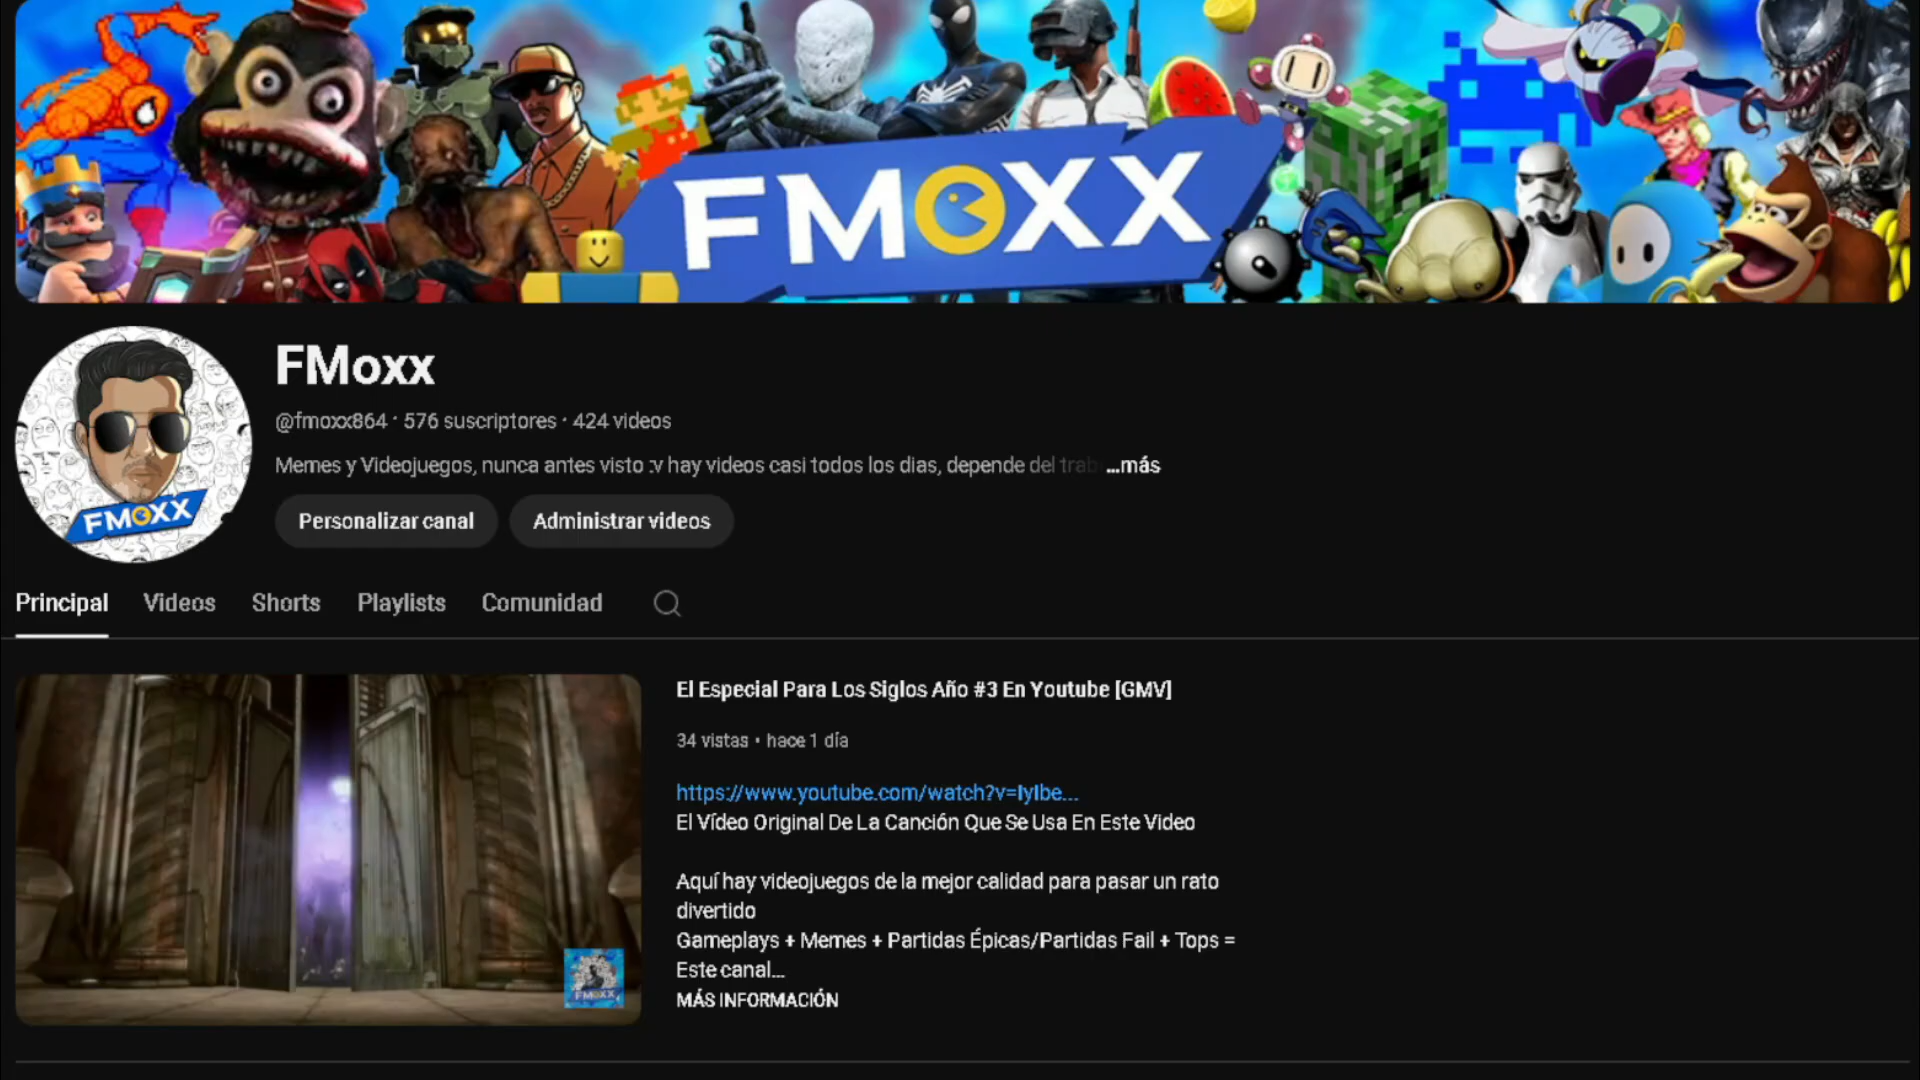 FMOXX
FMoxx
@fmoxx864 · 576 suscriptores · 424 videos
FMOXX
Memes y Videojuegos, nunca antes visto :v hay videos casi todos los dias, depende del trab ...más
Personalizar canal
Administrar videos
Principal
Videos
Shorts
Playlists
Comunidad
El Especial Para Los Siglos Año #3 En Youtube [GMV]
34 vistas • hace 1 día
https://www.youtube.com/watch?v=IyIbe...
El Vídeo Original De La Canción Que Se Usa En Este Video
Aquí hay videojuegos de la mejor calidad para pasar un rato
divertido
Gameplays + Memes + Partidas Épicas/Partidas Fail + Tops =
Este canal...
MÁS INFORMACIÓN
FMOXX